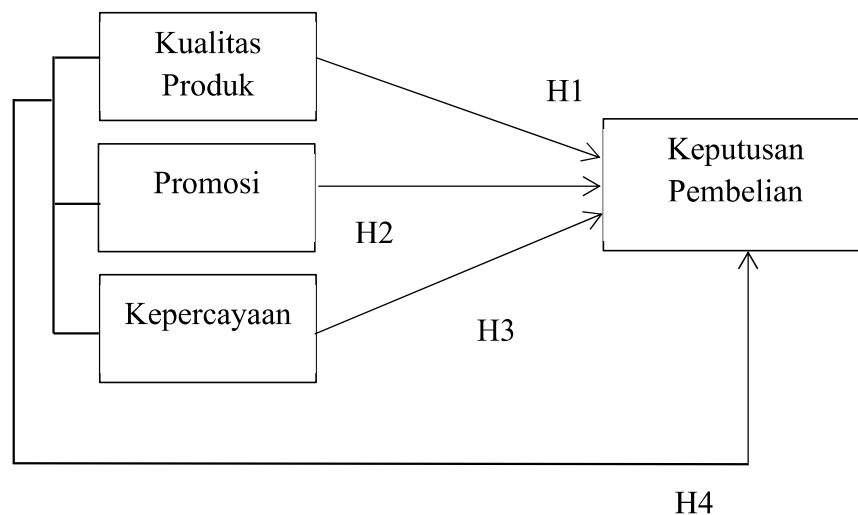 Kualitas
Produk
H1
Keputusan
Pembelian
Promosi
H2
Kepercayaan
H3
H4